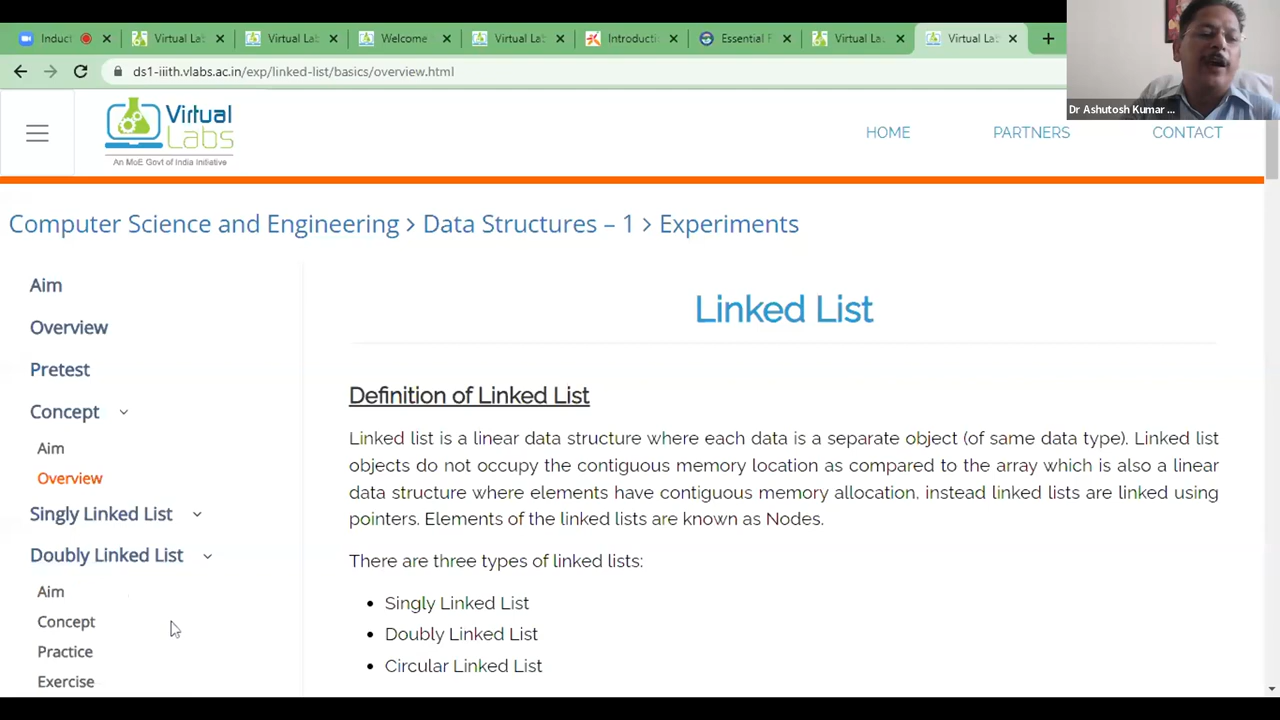 Induct
Virtual La
Virtual Lab
Welcome
Virtual Lab
Introducti
Essential F
Virtual La
Virtual La
ds1-iiith.vlabs.ac.in/exp/linked-list/basics/overview.html
Dr Ashutosh Kumar ...
Virtual
Labs
An MoE Govt of India Initiative
HOME
PARTNERS
CONTACT
Computer Science and Engineering > Data Structures – 1 > Experiments
Aim
Overview
Pretest
Concept
Aim
Overview
Singly Linked List
Doubly Linked List
Aim
Concept
Practice
Exercise
Linked List
Definition of Linked List
Linked list is a linear data structure where each data is a separate object (of same data type). Linked list
objects do not occupy the contiguous memory location as compared to the array which is also a linear
data structure where elements have contiguous memory allocation, instead linked lists are linked using
pointers. Elements of the linked lists are known as Nodes.
There are three types of linked lists:
• Singly Linked List
• Doubly Linked List
• Circular Linked List